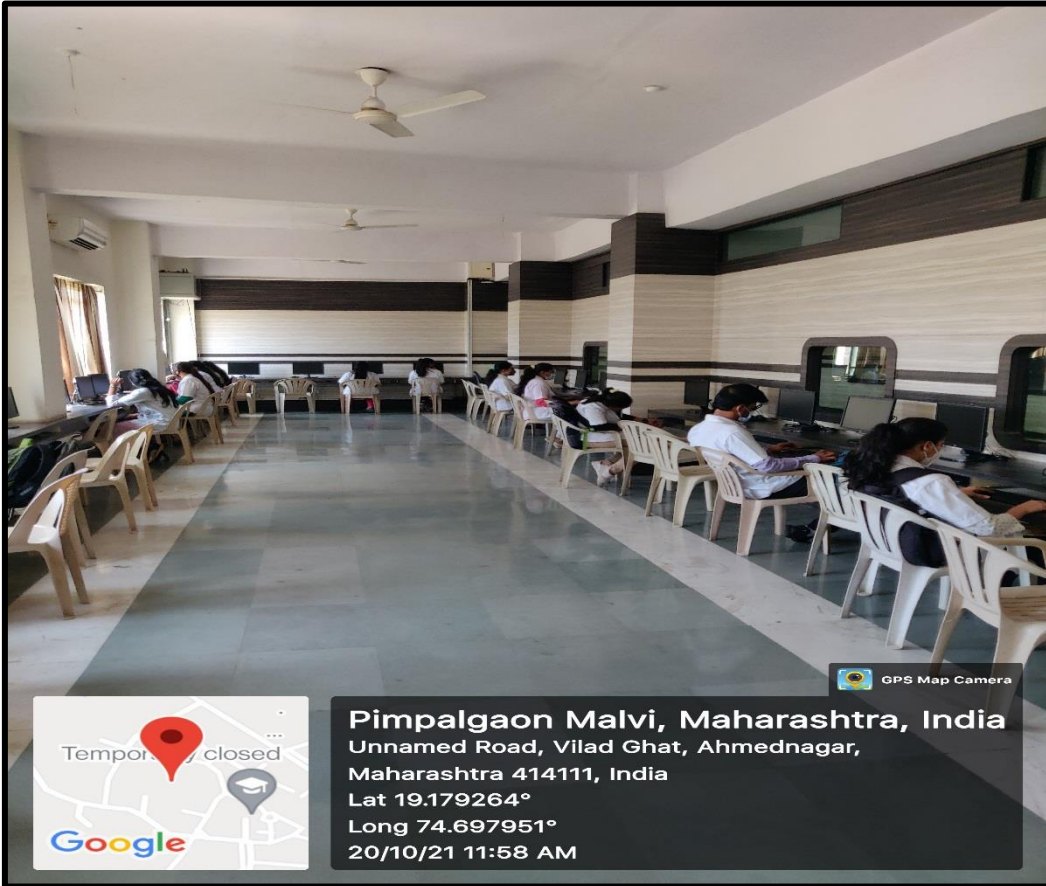 GPS Map Camera
Pimpalgaon Malvi, Maharashtra, India
Unnamed Road, Vilad Ghat, Ahmednagar,
Maharashtra 414111, India
Lat 19.179264°
Long 74.697951°
20/10/21 11:58 AM
Tempor y closed
Google